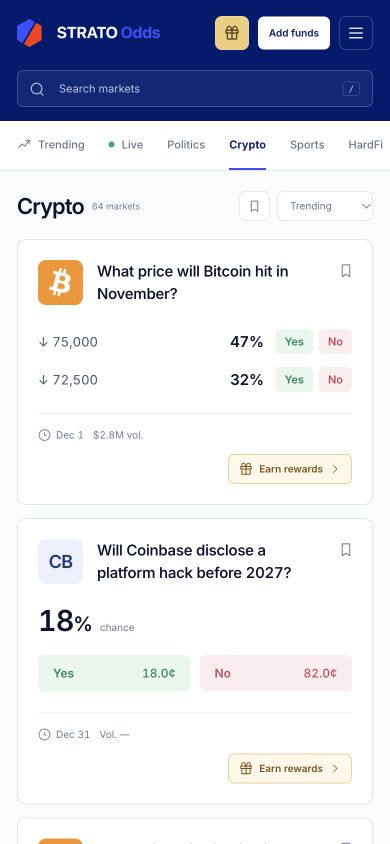 STRATO Odds
Add funds
Search markets /
Trending Live Politics Crypto Sports HardFi
Crypto 64 markets Trending
What price will Bitcoin hit in
November?
↓ 75,000 47% Yes No
↓ 72,500 32% Yes No
Dec 1 $2.8M vol.
Earn rewards
CB
Will Coinbase disclose a
platform hack before 2027?
18% chance
Yes 18.0¢ No 82.0¢
Dec 31 Vol. —
Earn rewards